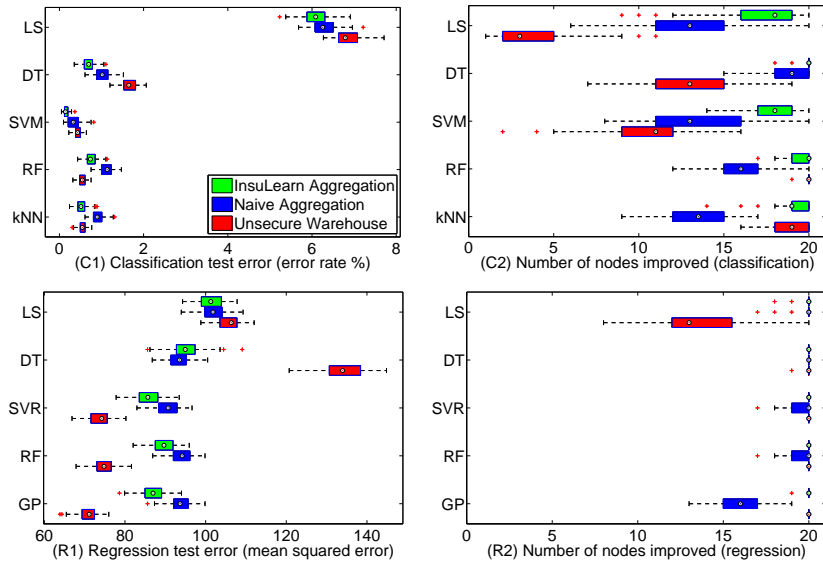 LS
DT
SVM
RF
kNN
InsuLearn Aggregation
Naive Aggregation
Unsecure Warehouse
0 2 4 6 8
(C1) Classification test error (error rate %)
LS
DT
SVM
RF
kNN
0 5 10 15 20
(C2) Number of nodes improved (classification)
LS
DT
SVR
RF
GP
60 80 100 120 140
(R1) Regression test error (mean squared error)
LS
DT
SVR
RF
GP
0 5 10 15 20
(R2) Number of nodes improved (regression)